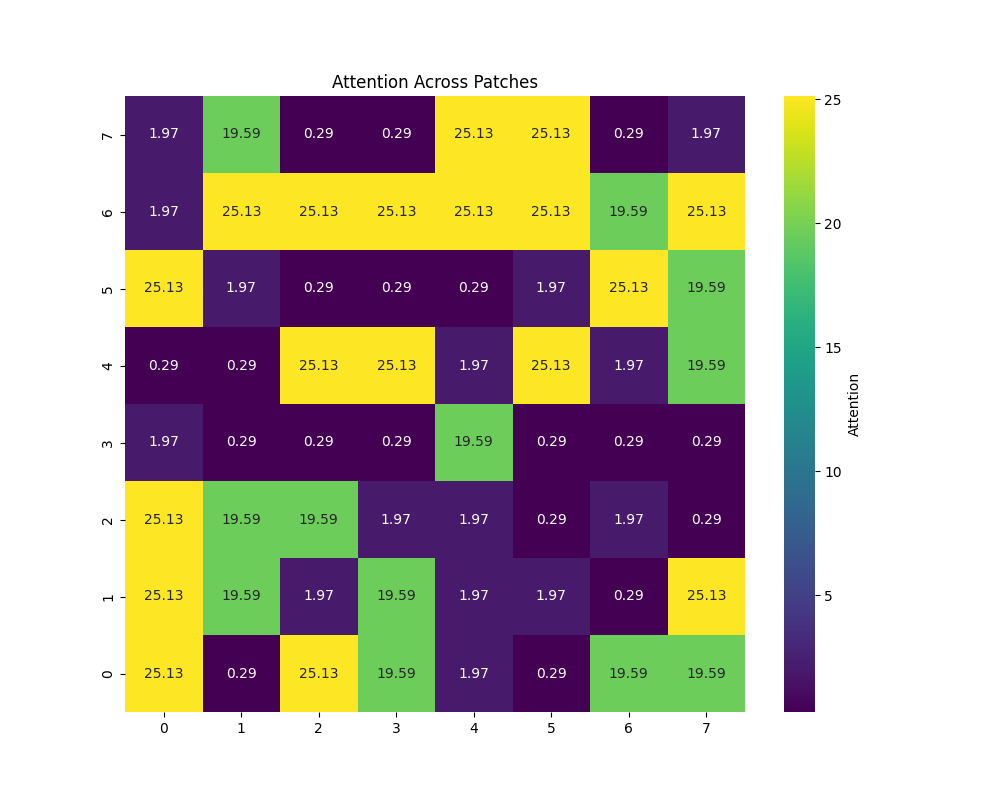 Attention Across Patches
7 1.97 19.59 0.29 0.29 25.13 25.13 0.29 1.97
6 1.97 25.13 25.13 25.13 25.13 25.13 19.59 25.13
5 25.13 1.97 0.29 0.29 0.29 1.97 25.13 19.59
4 0.29 0.29 25.13 25.13 1.97 25.13 1.97 19.59
3 1.97 0.29 0.29 0.29 19.59 0.29 0.29 0.29
2 25.13 19.59 19.59 1.97 1.97 0.29 1.97 0.29
1 25.13 19.59 1.97 19.59 1.97 1.97 0.29 25.13
0 25.13 0.29 25.13 19.59 1.97 0.29 19.59 19.59
0 1 2 3 4 5 6 7
25
20
15
10
5
Attention